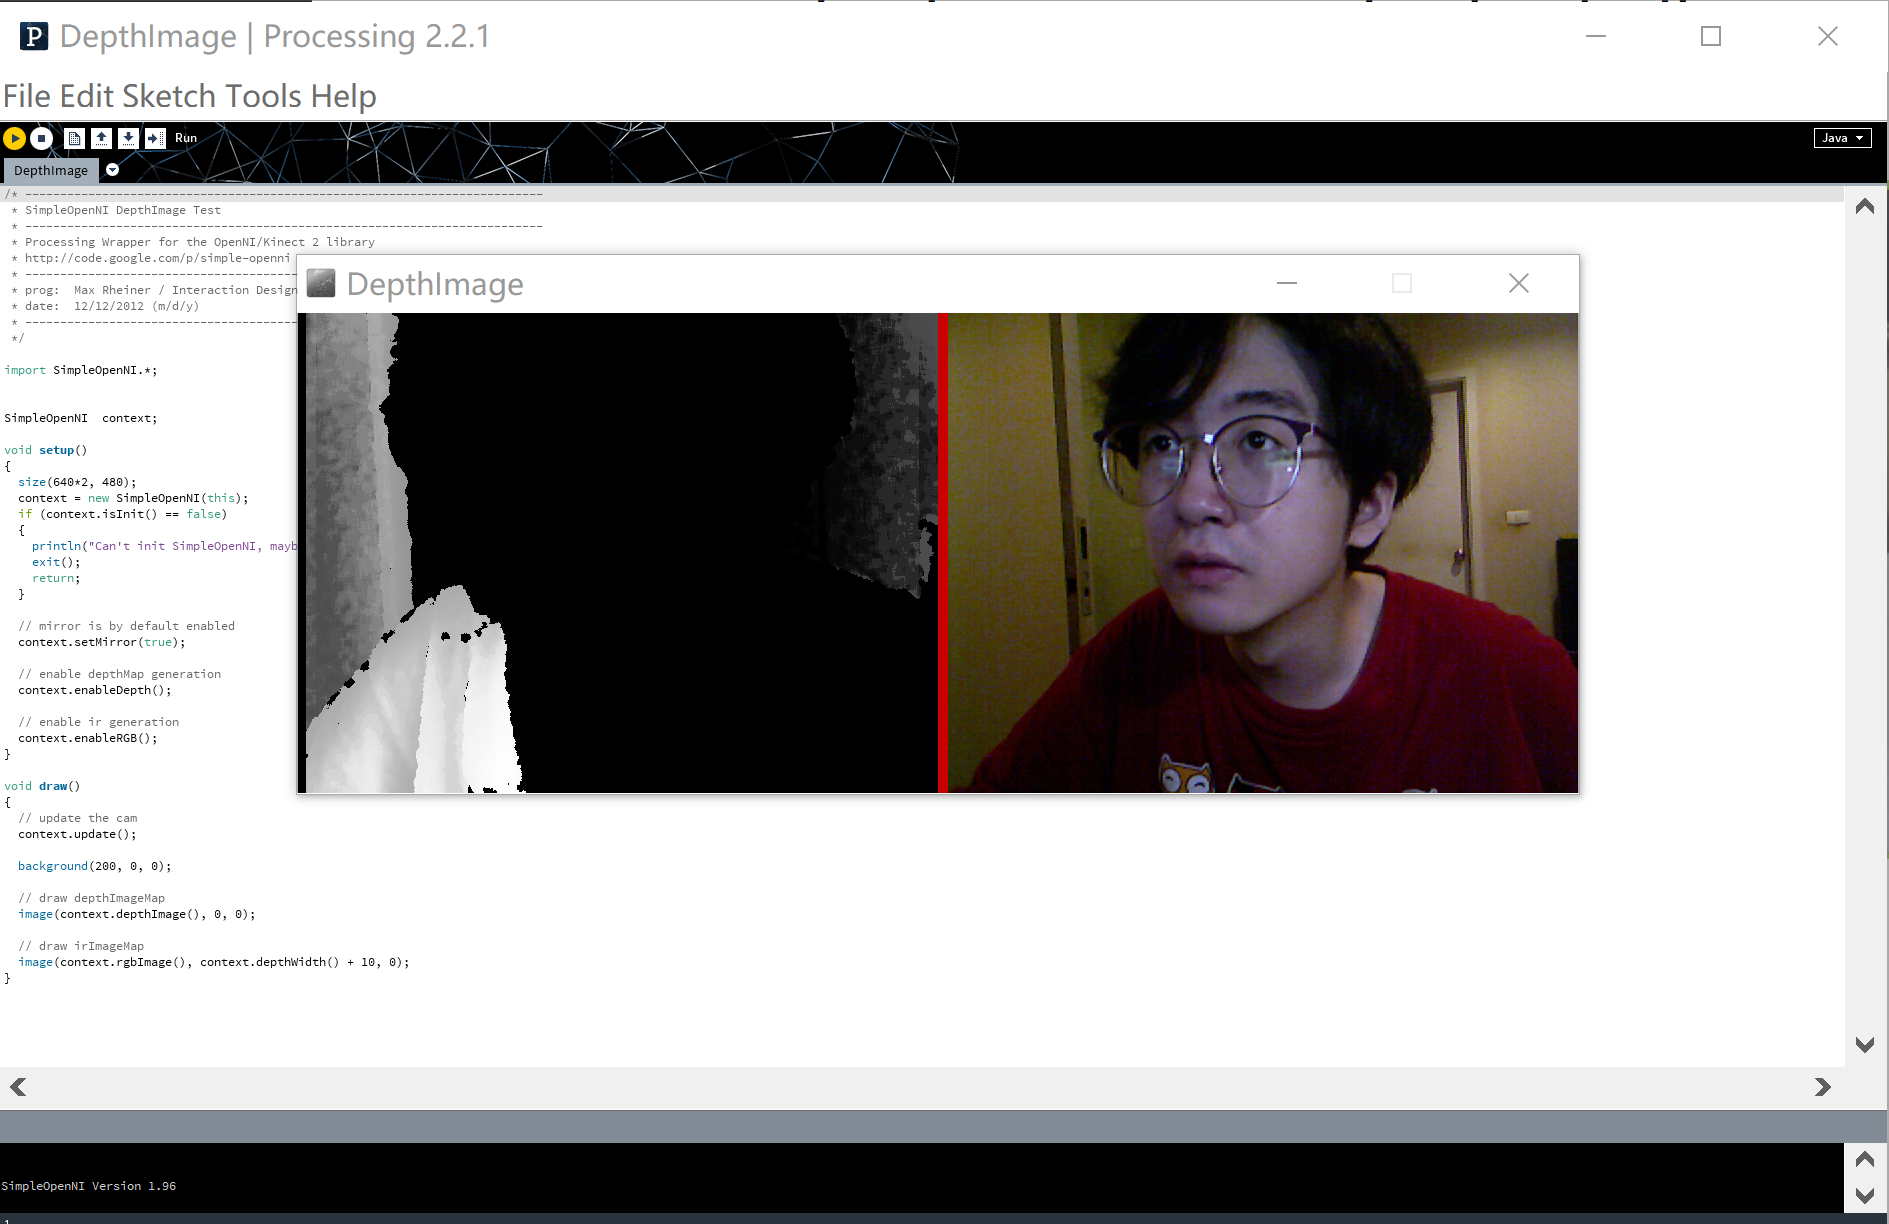 DepthImage | Processing 2.2.1
File Edit Sketch Tools Help
Run
Java
DepthImage
/* --------------------------------------------------------------------------
 * SimpleOpenNI DepthImage Test
 * --------------------------------------------------------------------------
 * Processing Wrapper for the OpenNI/Kinect 2 library
 * http://code.google.com/p/simple-openni
 * --------------------------------------
 * prog:  Max Rheiner / Interaction Design
 * date:  12/12/2012 (m/d/y)
 * --------------------------------------
 */
import SimpleOpenNI.*;
SimpleOpenNI  context;
void setup()
{
  size(640*2, 480);
  context = new SimpleOpenNI(this);
  if (context.isInit() == false)
  {
    println("Can't init SimpleOpenNI, mayb
    exit();
    return;
  }
  // mirror is by default enabled
  context.setMirror(true);
  // enable depthMap generation
  context.enableDepth();
  // enable ir generation
  context.enableRGB();
}
void draw()
{
  // update the cam
  context.update();
  background(200, 0, 0);
  // draw depthImageMap
  image(context.depthImage(), 0, 0);
  // draw irImageMap
  image(context.rgbImage(), context.depthWidth() + 10, 0);
}
DepthImage
SimpleOpenNI Version 1.96